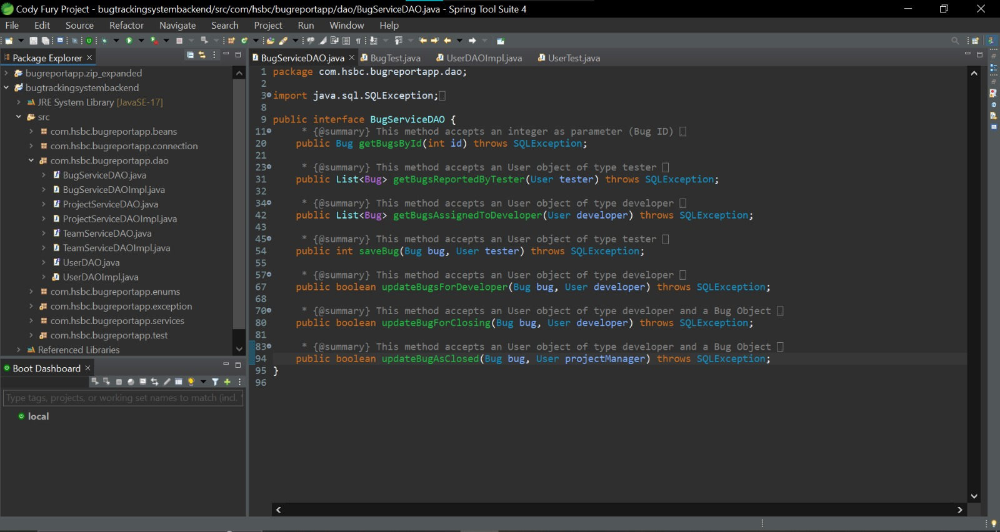 Cody Fury Project - bugtrackingsystembackend/src/com/hsbc/bugreportapp/dao/BugServiceDAO.java - Spring Tool Suite 4
File Edit Source Refactor Navigate Search Project Run Window Help
Package Explorer
bugreportapp.zip_expanded
bugtrackingsystembackend
JRE System Library [JavaSE-17]
src
com.hsbc.bugreportapp.beans
com.hsbc.bugreportapp.connection
com.hsbc.bugreportapp.dao
BugServiceDAO.java
BugServiceDAOImpl.java
ProjectServiceDAO.java
ProjectServiceDAOImpl.java
TeamServiceDAO.java
TeamServiceDAOImpl.java
UserDAO.java
UserDAOImpl.java
com.hsbc.bugreportapp.enums
com.hsbc.bugreportapp.exception
com.hsbc.bugreportapp.services
com.hsbc.bugreportapp.test
Referenced Libraries
Boot Dashboard
Type tags, projects, or working set names to match (incl. *
local
BugServiceDAO.java BugTest.java UserDAOImpl.java UserTest.java
1 package com.hsbc.bugreportapp.dao;
2
3 import java.sql.SQLException;
8
9 public interface BugServiceDAO {
11 * {@summary} This method accepts an integer as parameter (Bug ID)
20 public Bug getBugsById(int id) throws SQLException;
21
23 * {@summary} This method accepts an User object of type tester
31 public List<Bug> getBugsReportedByTester(User tester) throws SQLException;
32
34 * {@summary} This method accepts an User object of type developer
42 public List<Bug> getBugsAssignedToDeveloper(User developer) throws SQLException;
43
45 * {@summary} This method accepts an User object of type tester
54 public int saveBug(Bug bug, User tester) throws SQLException;
55
57 * {@summary} This method accepts an User object of type developer
67 public boolean updateBugsForDeveloper(Bug bug, User developer) throws SQLException;
68
70 * {@summary} This method accepts an User object of type developer and a Bug Object
80 public boolean updateBugForClosing(Bug bug, User developer) throws SQLException;
81
83 * {@summary} This method accepts an User object of type developer and a Bug Object
94 public boolean updateBugAsClosed(Bug bug, User projectManager) throws SQLException;
95 }
96